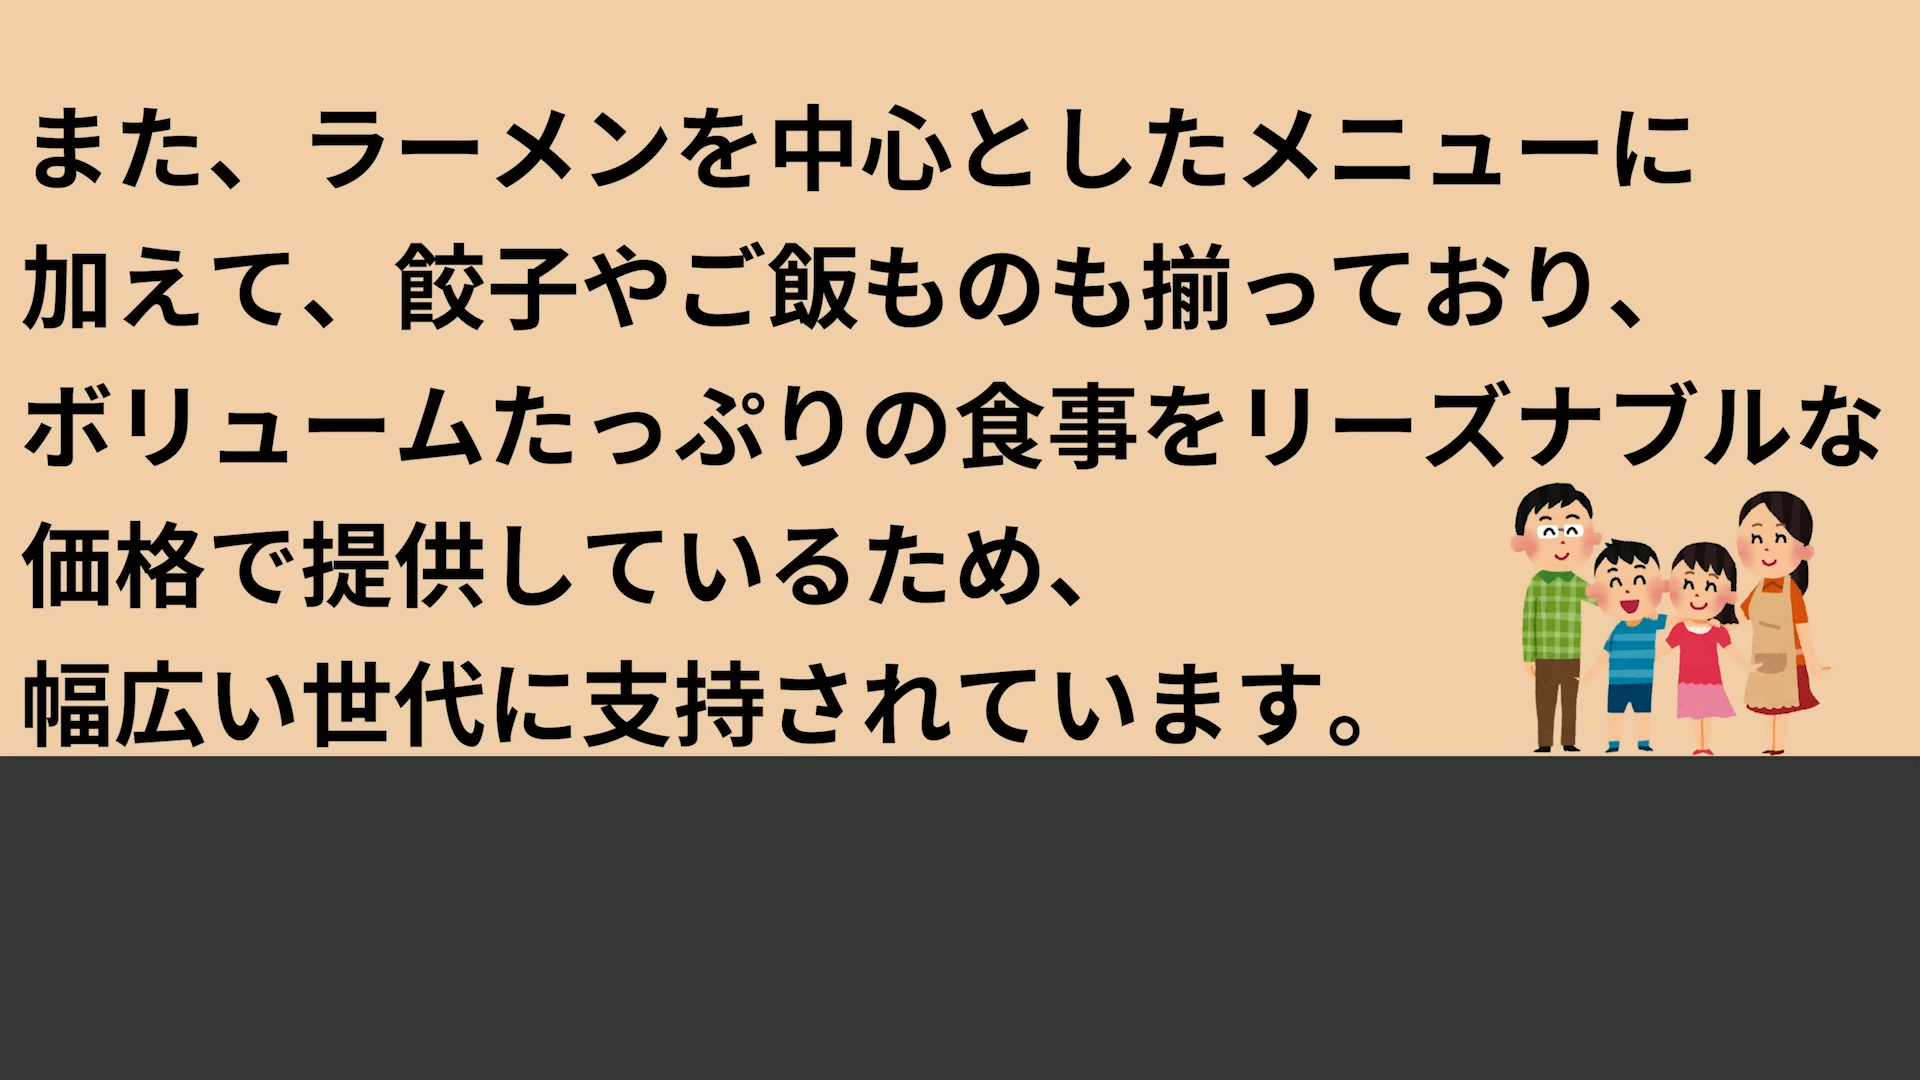 また、ラーメンを中心としたメニューに
加えて、餃子やご飯ものも揃っており、
ボリュームたっぷりの食事をリーズナブルな
価格で提供しているため、
幅広い世代に支持されています。